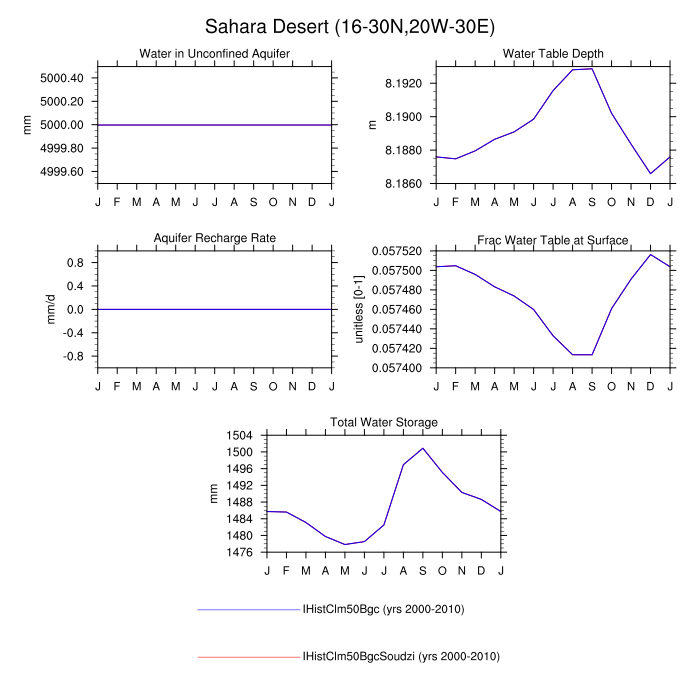 Sahara Desert (16-30N,20W-30E)
Water in Unconfined Aquifer
mm
5000.40
5000.20
5000.00
4999.80
4999.60
J F M A M J J A S O N D J
Water Table Depth
m
8.1920
8.1900
8.1880
8.1860
J F M A M J J A S O N D J
Aquifer Recharge Rate
mm/d
0.8
0.4
0.0
-0.4
-0.8
J F M A M J J A S O N D J
Frac Water Table at Surface
unitless [0-1]
0.057520
0.057500
0.057480
0.057460
0.057440
0.057420
0.057400
J F M A M J J A S O N D J
Total Water Storage
mm
1504
1500
1496
1492
1488
1484
1480
1476
J F M A M J J A S O N D J
IHistClm50Bgc (yrs 2000-2010)
IHistClm50BgcSoudzi (yrs 2000-2010)